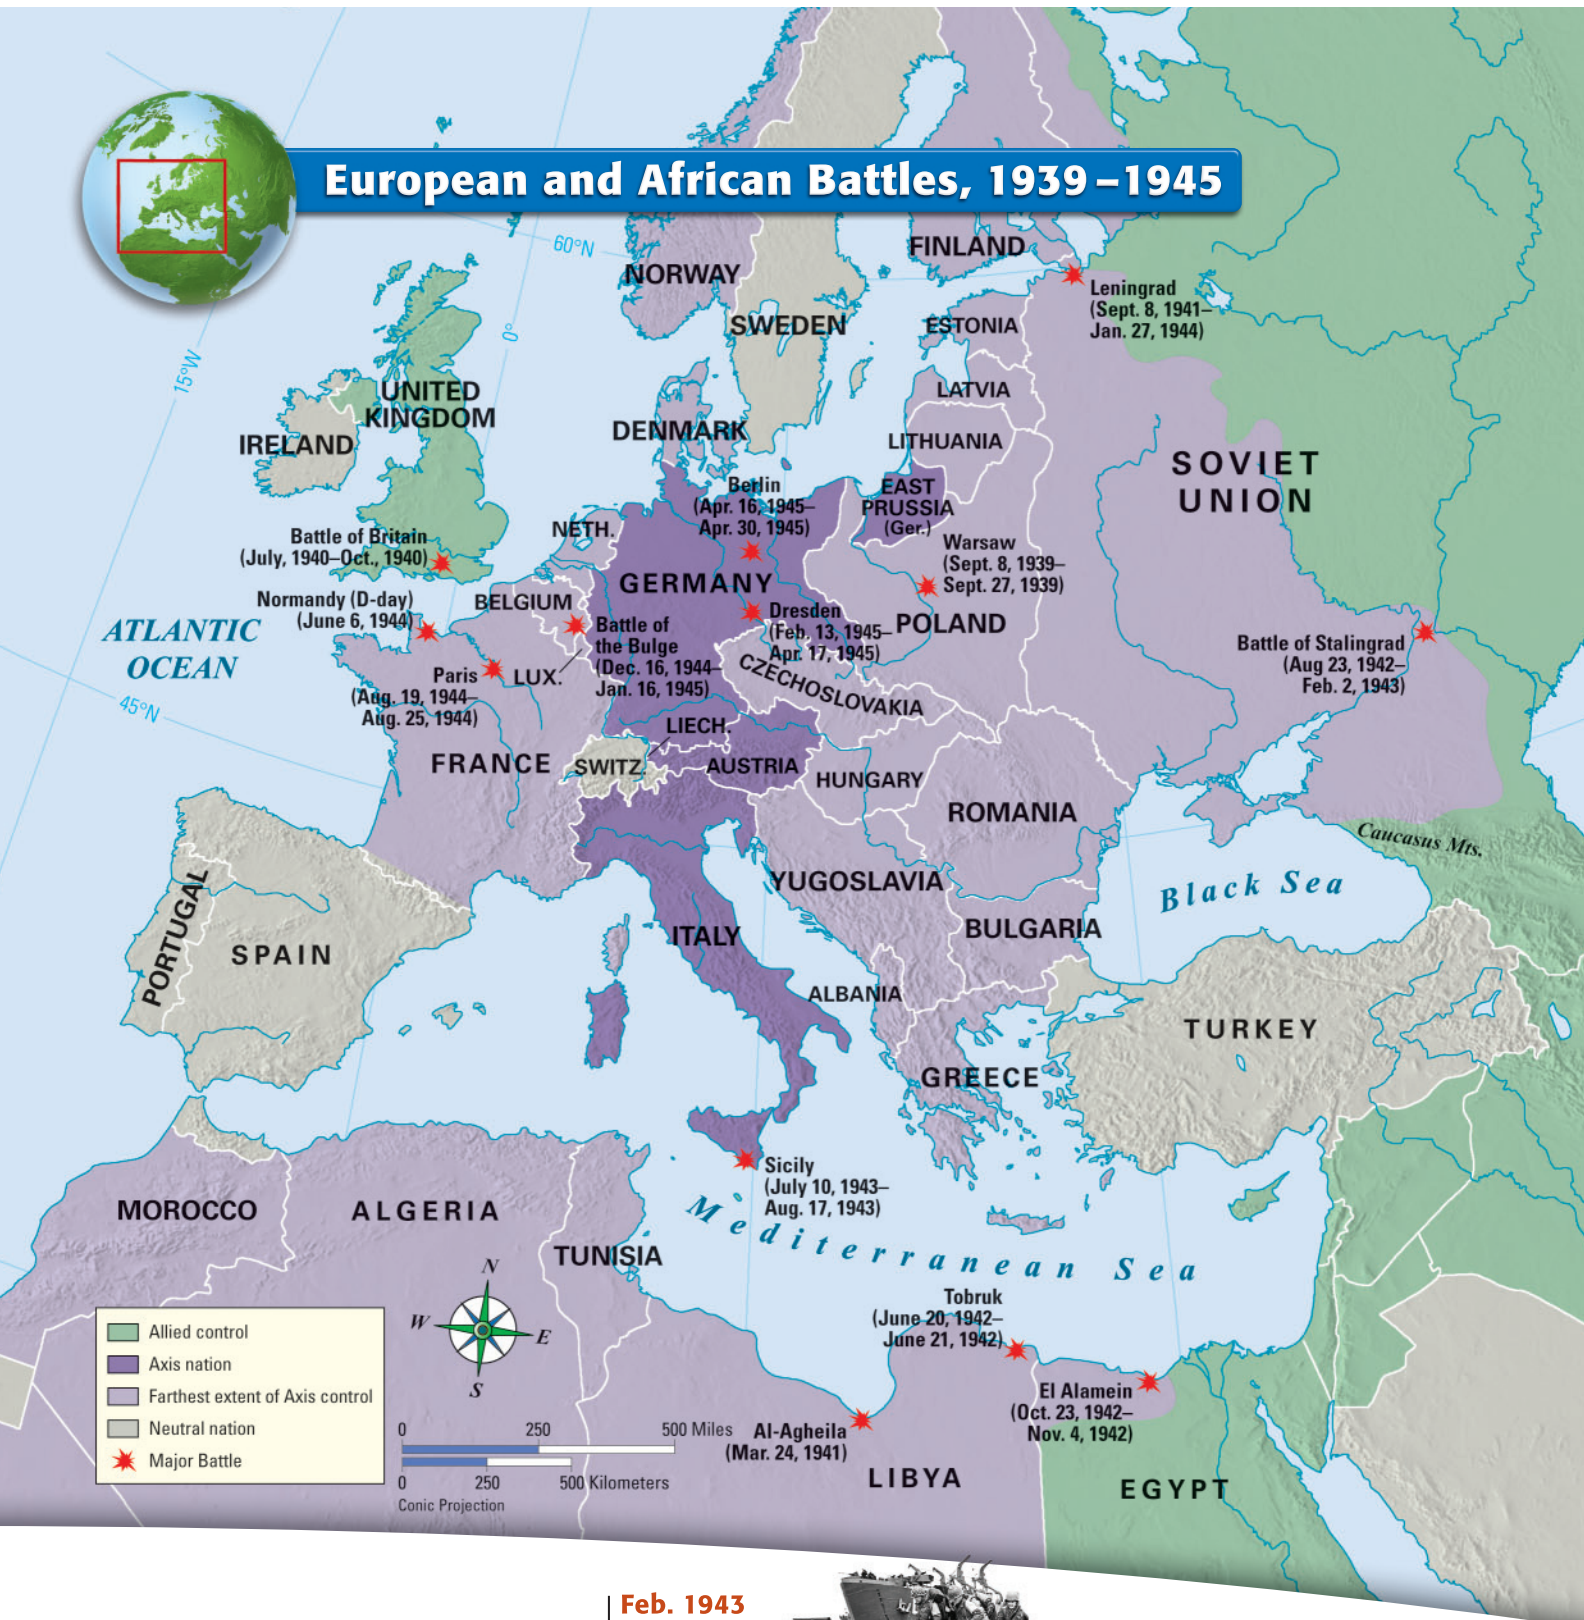 European and African Battles, 1939–1945
60°N
0°
15°W
45°N
NORWAY
SWEDEN
FINLAND
Leningrad
(Sept. 8, 1941–
Jan. 27, 1944)
ESTONIA
LATVIA
LITHUANIA
UNITED
KINGDOM
IRELAND
DENMARK
SOVIET
UNION
EAST
PRUSSIA
(Ger.)
Berlin
(Apr. 16, 1945–
Apr. 30, 1945)
NETH.
Battle of Britain
(July, 1940–Oct., 1940)
Warsaw
(Sept. 8, 1939–
Sept. 27, 1939)
GERMANY
BELGIUM
Normandy (D-day)
(June 6, 1944)
Dresden
(Feb. 13, 1945–
Apr. 17, 1945)
POLAND
ATLANTIC
OCEAN
Battle of
the Bulge
(Dec. 16, 1944–
Jan. 16, 1945)
Battle of Stalingrad
(Aug 23, 1942–
Feb. 2, 1943)
Paris
(Aug. 19, 1944–
Aug. 25, 1944)
LUX.
CZECHOSLOVAKIA
LIECH.
FRANCE
SWITZ.
AUSTRIA
HUNGARY
ROMANIA
Caucasus Mts.
Black Sea
YUGOSLAVIA
PORTUGAL
SPAIN
ITALY
BULGARIA
ALBANIA
TURKEY
GREECE
Sicily
(July 10, 1943–
Aug. 17, 1943)
MOROCCO
ALGERIA
TUNISIA
Mediterranean Sea
Tobruk
(June 20, 1942–
June 21, 1942)
El Alamein
(Oct. 23, 1942–
Nov. 4, 1942)
Al-Agheila
(Mar. 24, 1941)
LIBYA
EGYPT
N
W
E
S
Allied control
Axis nation
Farthest extent of Axis control
Neutral nation
Major Battle
0 250 500 Miles
0 250 500 Kilometers
Conic Projection
Feb. 1943